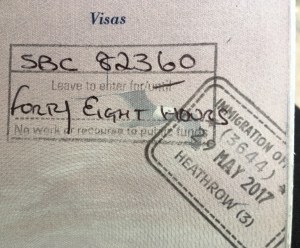 Visas
SBC 82360
Leave to enter for/until
FORTY EIGHT HOURS
No work or recourse to public funds
IMMIGRATION OF
(3644)
9 MAY 2017
HEATHROW (3)